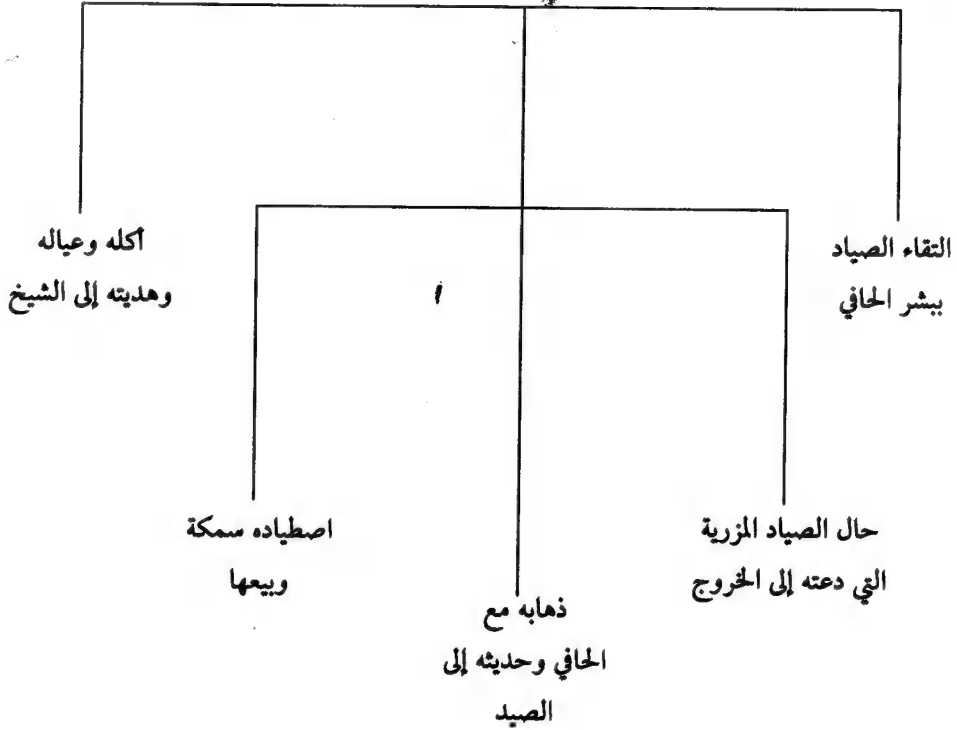 التقاء الصياد
ببشر الحافي
أكله وعياله
وهديته إلى الشيخ
حال الصياد المزرية
التي دعته إلى الخروج
اصطياده سمكة
وبيعها
ذهابه مع
الحافي وحديثه إلى
الصيد